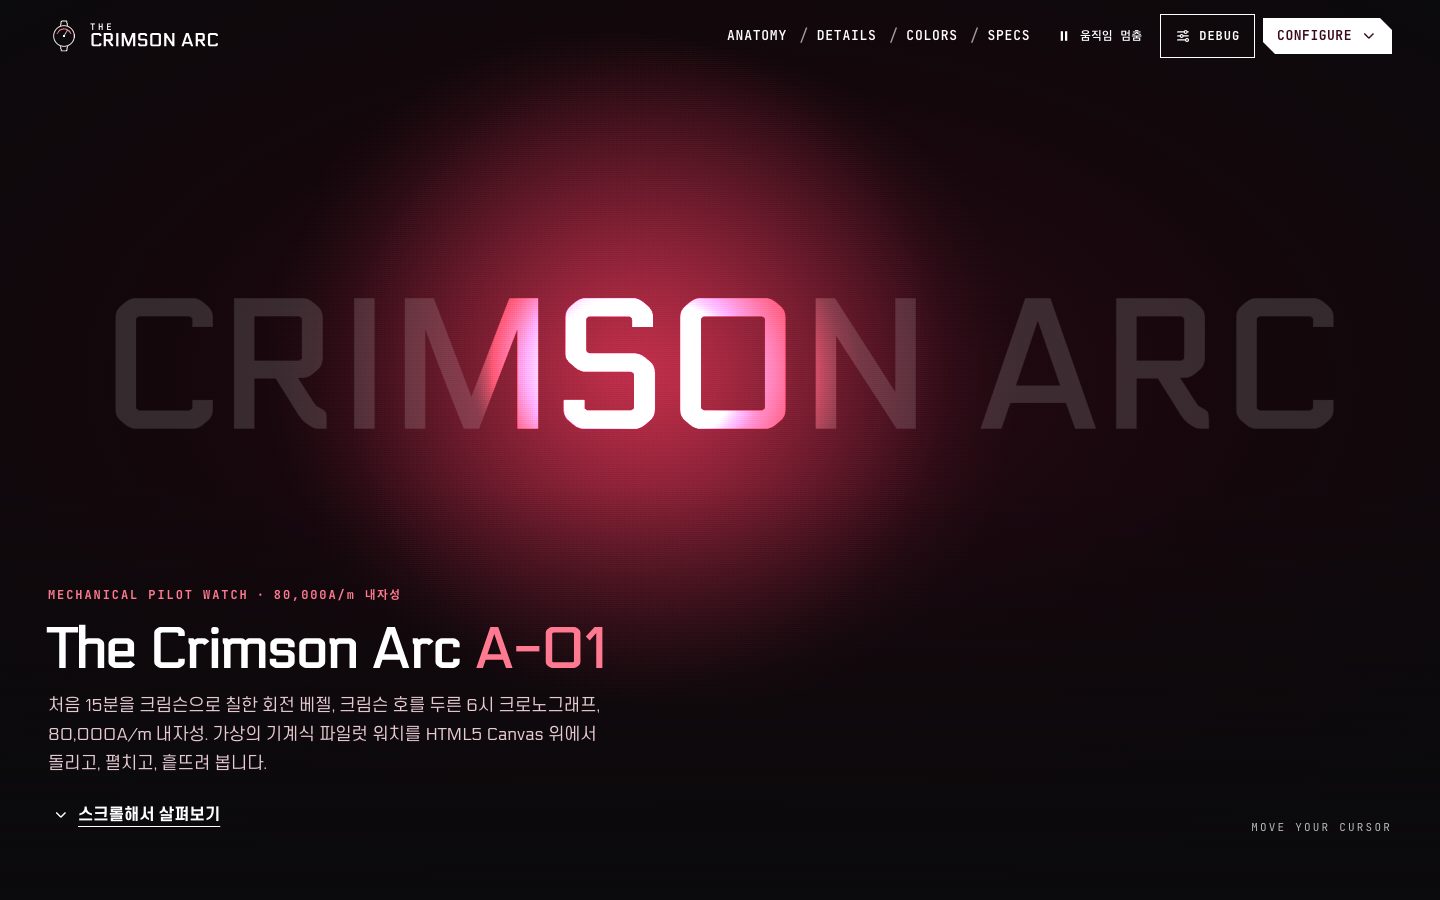 THE
CRIMSON ARC
ANATOMY / DETAILS / COLORS / SPECS
움직임 멈춤
DEBUG
CONFIGURE
CRIMSON ARC
MECHANICAL PILOT WATCH · 80,000A/m 내자성
The Crimson Arc A-01
처음 15분을 크림슨으로 칠한 회전 베젤, 크림슨 호를 두른 6시 크로노그래프,
80,000A/m 내자성. 가상의 기계식 파일럿 워치를 HTML5 Canvas 위에서
돌리고, 펼치고, 흩뜨려 봅니다.
스크롤해서 살펴보기
MOVE YOUR CURSOR